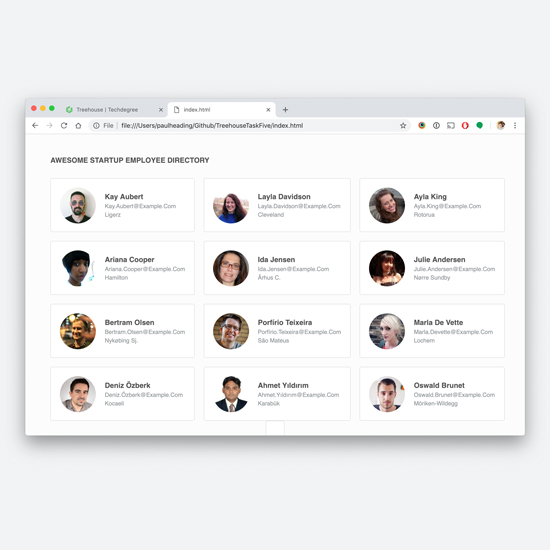 Treehouse | Techdegree
index.html
File | file:///Users/paulheading/Github/TreehouseTaskFive/index.html
AWESOME STARTUP EMPLOYEE DIRECTORY
Kay Aubert
Kay.Aubert@Example.Com
Ligerz
Layla Davidson
Layla.Davidson@Example.Com
Cleveland
Ayla King
Ayla.King@Example.Com
Rotorua
Ariana Cooper
Ariana.Cooper@Example.Com
Hamilton
Ida Jensen
Ida.Jensen@Example.Com
Århus C.
Julie Andersen
Julie.Andersen@Example.Com
Nørre Sundby
Bertram Olsen
Bertram.Olsen@Example.Com
Nykøbing Sj.
Porfírio Teixeira
Porfírio.Teixeira@Example.Com
São Mateus
Marla De Vette
Marla.Devette@Example.Com
Lochem
Deniz Özberk
Deniz.Özberk@Example.Com
Kocaeli
Ahmet Yıldırım
Ahmet.Yıldırım@Example.Com
Karabük
Oswald Brunet
Oswald.Brunet@Example.Com
Möriken-Wildegg